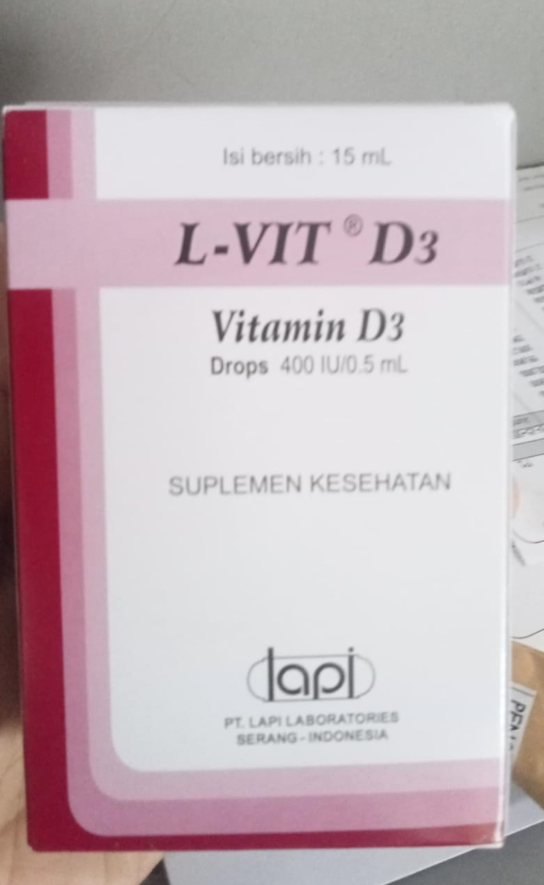 Isi bersih : 15 mL
L-VIT ® D3
Vitamin D3
Drops 400 IU/0.5 mL
SUPLEMEN KESEHATAN
lapi
PT. LAPI LABORATORIES
SERANG - INDONESIA